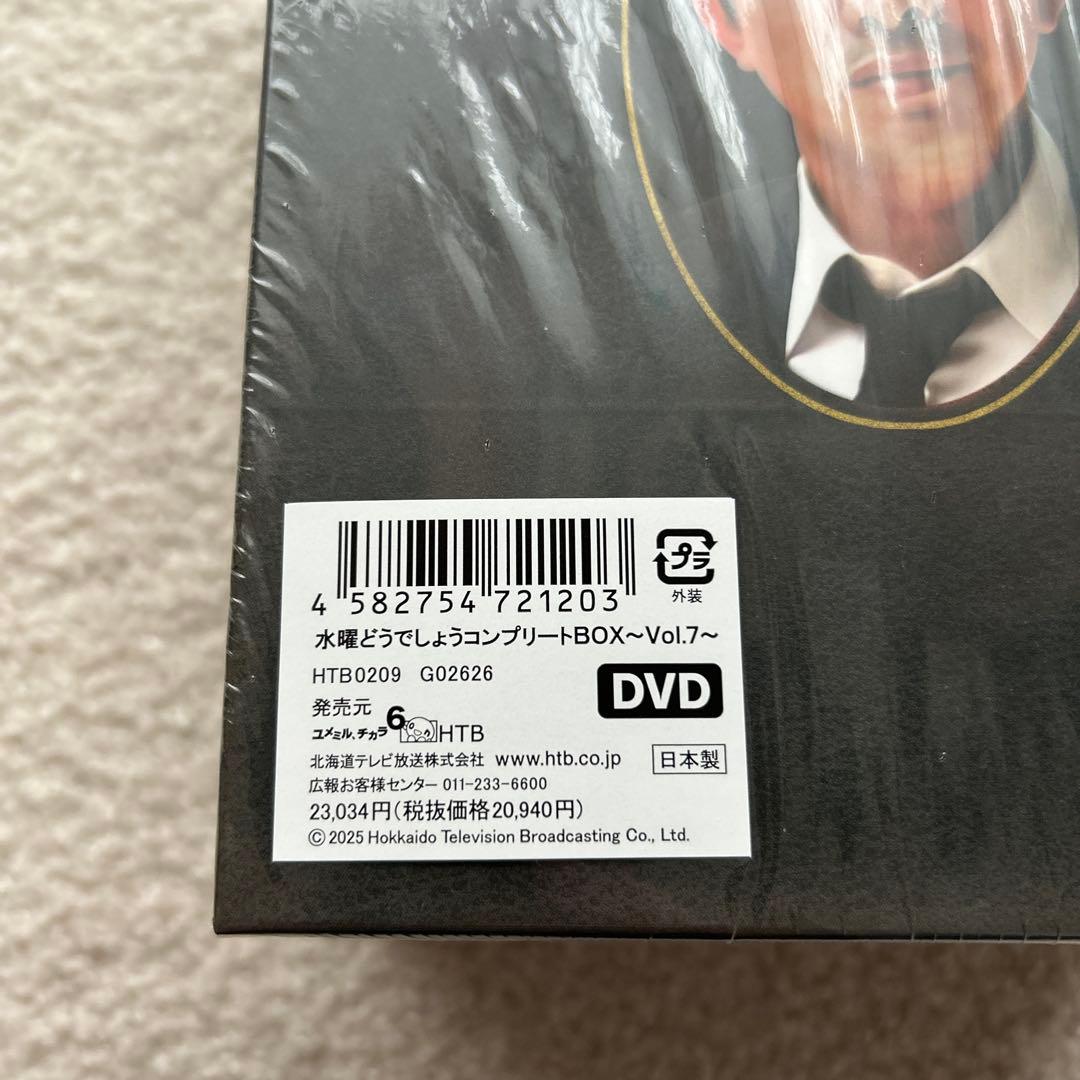 4 582754 721203
プラ
外装
水曜どうでしょうコンプリートBOX〜Vol.7〜
HTB0209 G02626
DVD
発売元
ユメミル、チカラ 6 HTB
北海道テレビ放送株式会社 www.htb.co.jp
日本製
広報お客様センター 011-233-6600
23,034円(税抜価格20,940円)
© 2025 Hokkaido Television Broadcasting Co., Ltd.